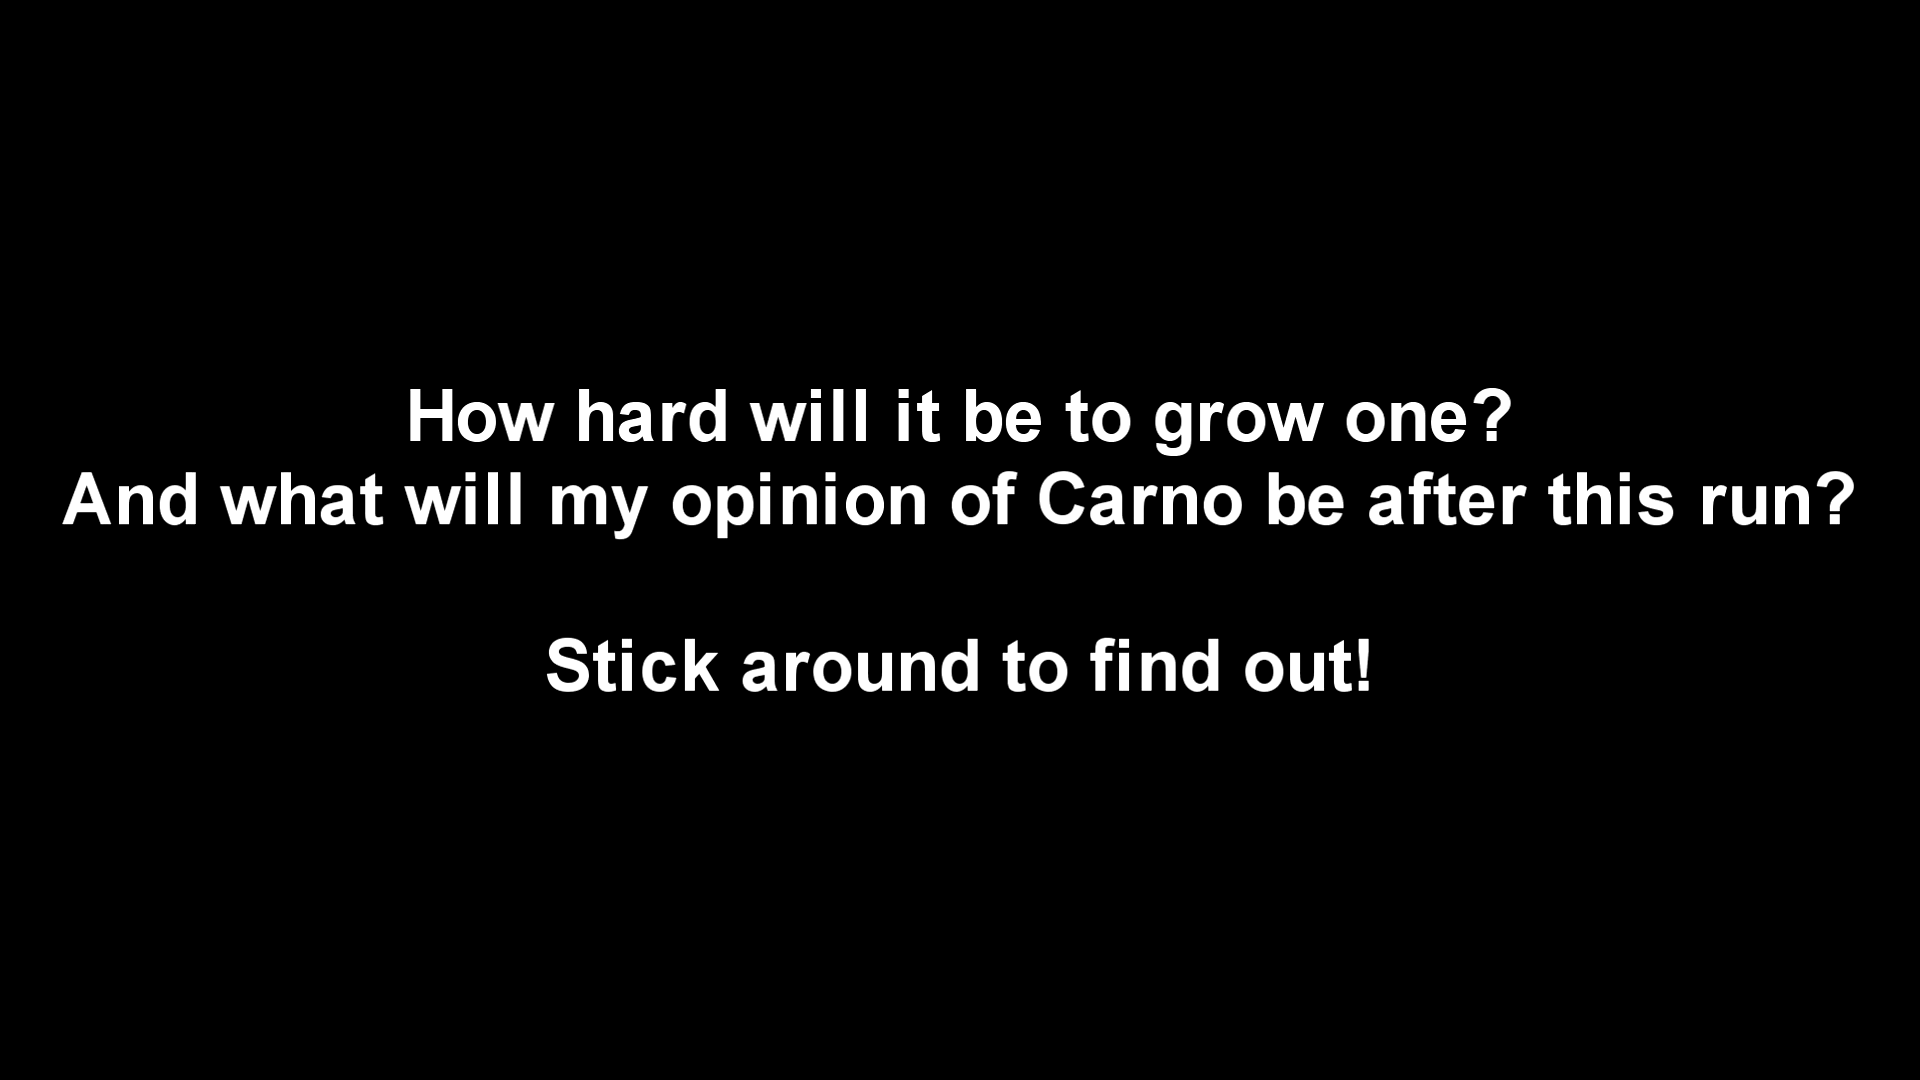 How hard will it be to grow one?
And what will my opinion of Carno be after this run?
Stick around to find out!